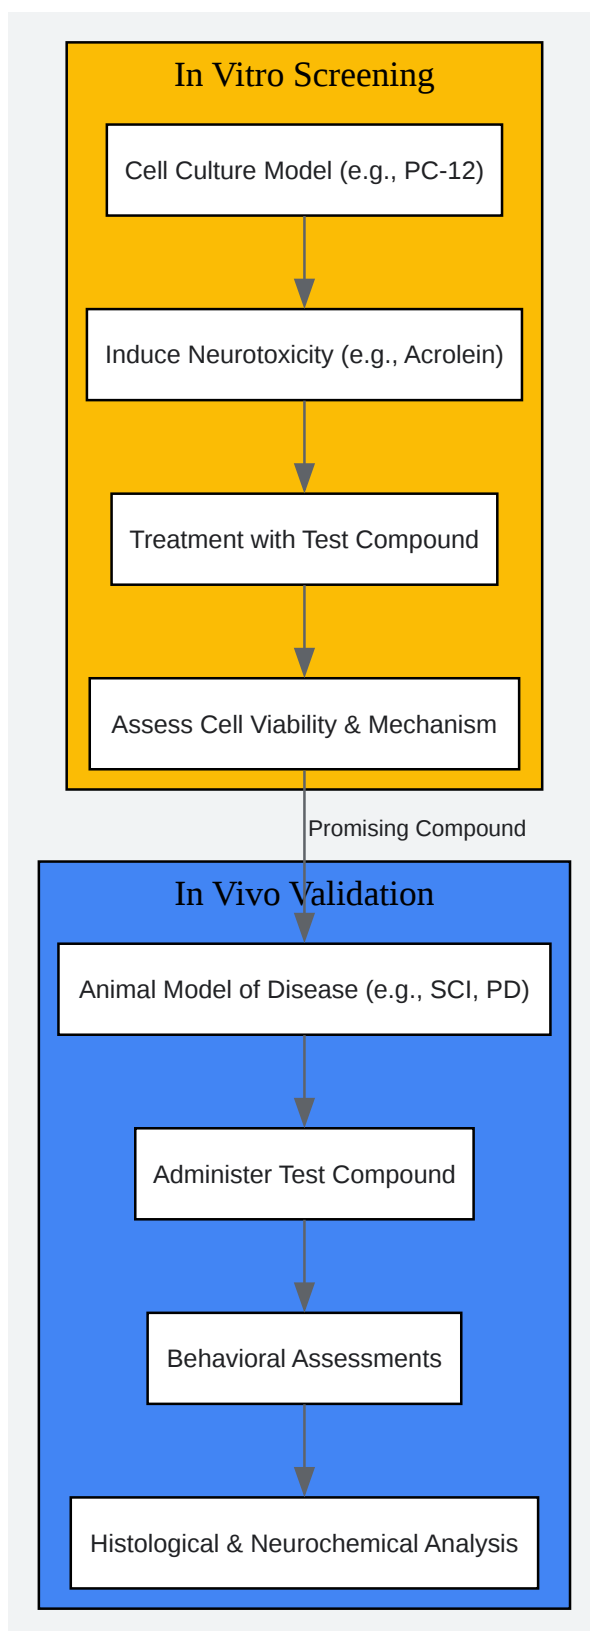 In Vitro Screening
Cell Culture Model (e.g., PC-12)
Induce Neurotoxicity (e.g., Acrolein)
Treatment with Test Compound
Assess Cell Viability & Mechanism
Promising Compound
In Vivo Validation
Animal Model of Disease (e.g., SCI, PD)
Administer Test Compound
Behavioral Assessments
Histological & Neurochemical Analysis